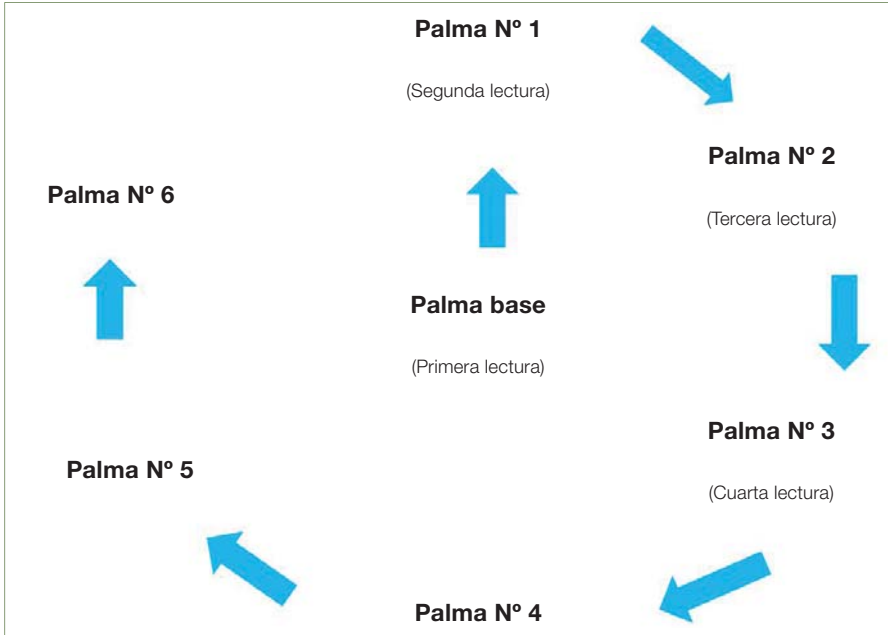 Palma Nº 1
(Segunda lectura)
Palma Nº 2
(Tercera lectura)
Palma Nº 6
Palma base
(Primera lectura)
Palma Nº 3
(Cuarta lectura)
Palma Nº 5
Palma Nº 4